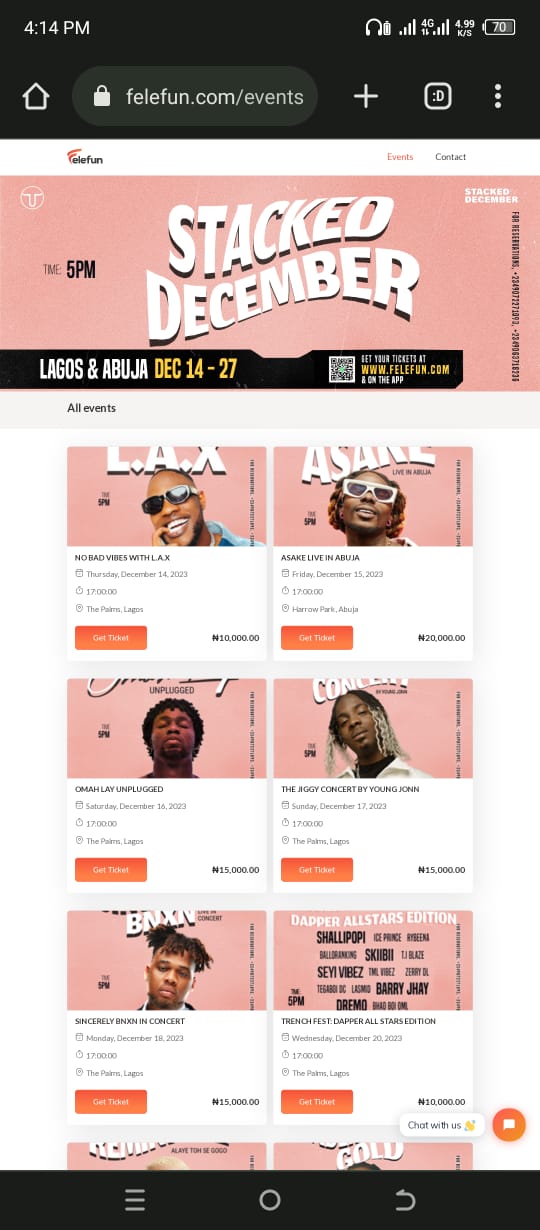 4:14 PM
4G
4.99
K/S
70
felefun.com/events
:D
felefun
Events
Contact
STACKED
DECEMBER
STACKED
DECEMBER
TIME: 5PM
LAGOS & ABUJA DEC 14 - 27
GET YOUR TICKETS AT
WWW.FELEFUN.COM
& ON THE APP
All events
L.A.X
TIME
5PM
ASAKE
LIVE IN ABUJA
TIME
5PM
NO BAD VIBES WITH L.A.X
Thursday, December 14, 2023
17:00:00
The Palms, Lagos
Get Ticket
₦10,000.00
ASAKE LIVE IN ABUJA
Friday, December 15, 2023
17:00:00
Harrow Park, Abuja
Get Ticket
₦20,000.00
UNPLUGGED
TIME
5PM
CONCERT
BY YOUNG JONN
TIME
5PM
OMAH LAY UNPLUGGED
Saturday, December 16, 2023
17:00:00
The Palms, Lagos
Get Ticket
₦15,000.00
THE JIGGY CONCERT BY YOUNG JONN
Sunday, December 17, 2023
17:00:00
The Palms, Lagos
Get Ticket
₦15,000.00
BNXN
LIVE IN
CONCERT
TIME
5PM
DAPPER ALLSTARS EDITION
SHALLIPOPI ICE PRINCE RYBEENA
BALLORANKING SKIIBII TJ BLAZE
SEYI VIBEZ TML VIBEZ ZERRY DL
TEGABOI DC LASMID BARRY JHAY
DREMO BHAD BOI OML
TIME:
5PM
SINCERELY BNXN IN CONCERT
Monday, December 18, 2023
17:00:00
The Palms, Lagos
Get Ticket
₦15,000.00
TRENCH FEST: DAPPER ALL STARS EDITION
Wednesday, December 20, 2023
17:00:00
The Palms, Lagos
Get Ticket
₦10,000.00
Chat with us 👋
ALAYE TOH SE GOGO
GOLD